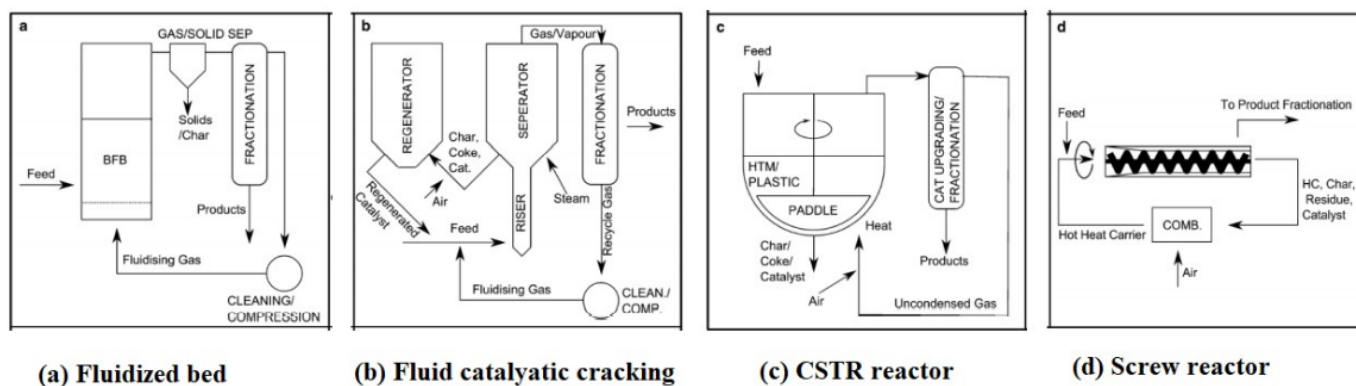 a
GAS/SOLID SEP
FRACTIONATION
Solids
/Char
BFB
Feed
Products
Fluidising Gas
CLEANING/
COMPRESSION
b
Gas/Vapour
REGENERATOR
SEPERATOR
FRACTIONATION
Products
Char,
Coke,
Cat.
Air
Steam
Regenerated
Catalyst
Feed
RISER
Recycle Gas
Fluidising Gas
CLEAN./
COMP.
c
Feed
HTM/
PLASTIC
PADDLE
CAT UPGRADING/
FRACTIONATION
Heat
Char/
Coke/
Catalyst
Products
Air
Uncondensed Gas
d
To Product Fractionation
Feed
HC, Char,
Residue,
Catalyst
COMB.
Hot Heat Carrier
Air
(a) Fluidized bed
(b) Fluid catalyatic cracking
(c) CSTR reactor
(d) Screw reactor